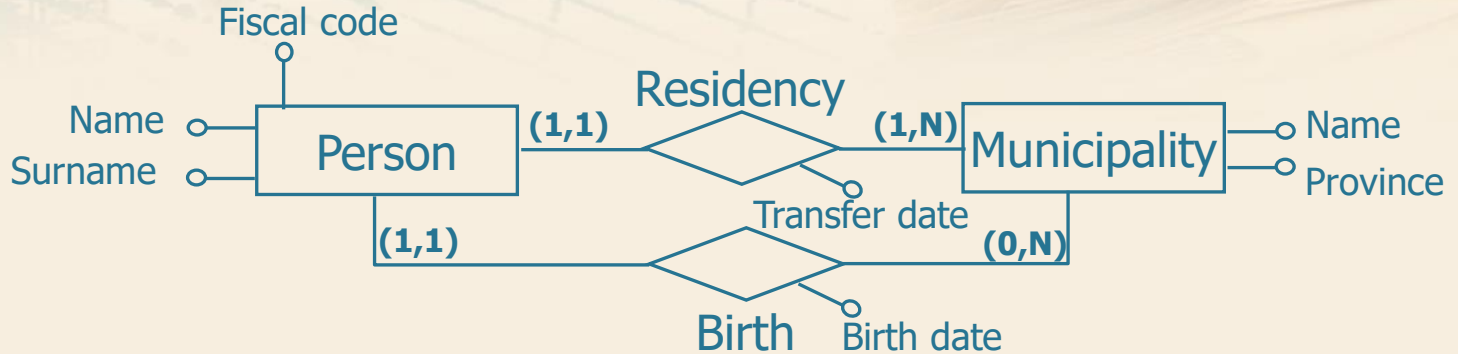 Fiscal code
Residency
Name
(1,1)
(1,N)
Name
Person
Municipality
Surname
Province
Transfer date
(1,1)
(0,N)
Birth
Birth date